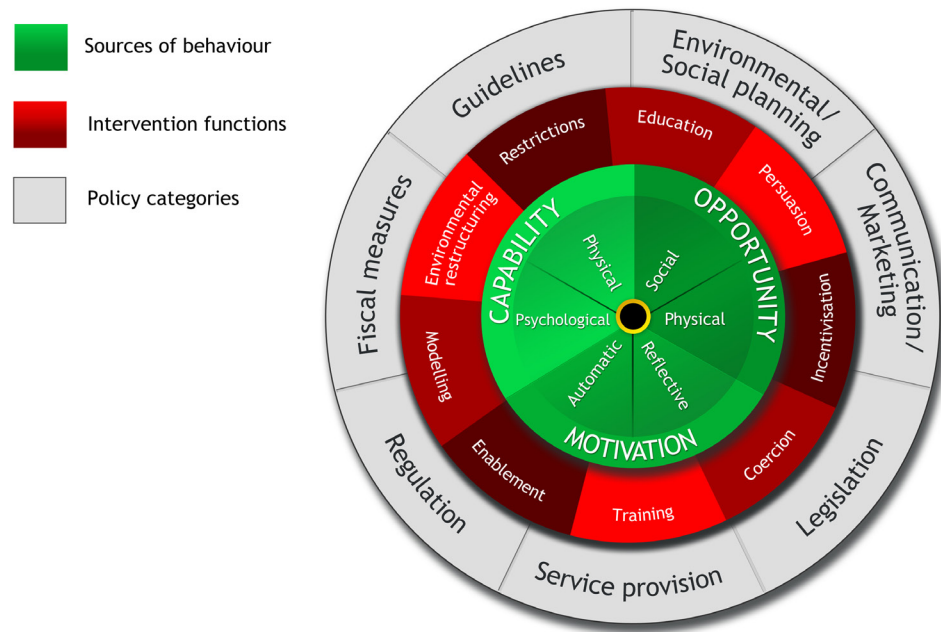 Sources of behaviour
Intervention functions
Policy categories
Environmental/
Social planning
Communication/
Marketing
Legislation
Service provision
Regulation
Fiscal measures
Guidelines
Education
Persuasion
Incentivisation
Coercion
Training
Enablement
Modelling
Environmental
restructuring
Restrictions
CAPABILITY
OPPORTUNITY
MOTIVATION
Physical
Social
Psychological
Physical
Automatic
Reflective